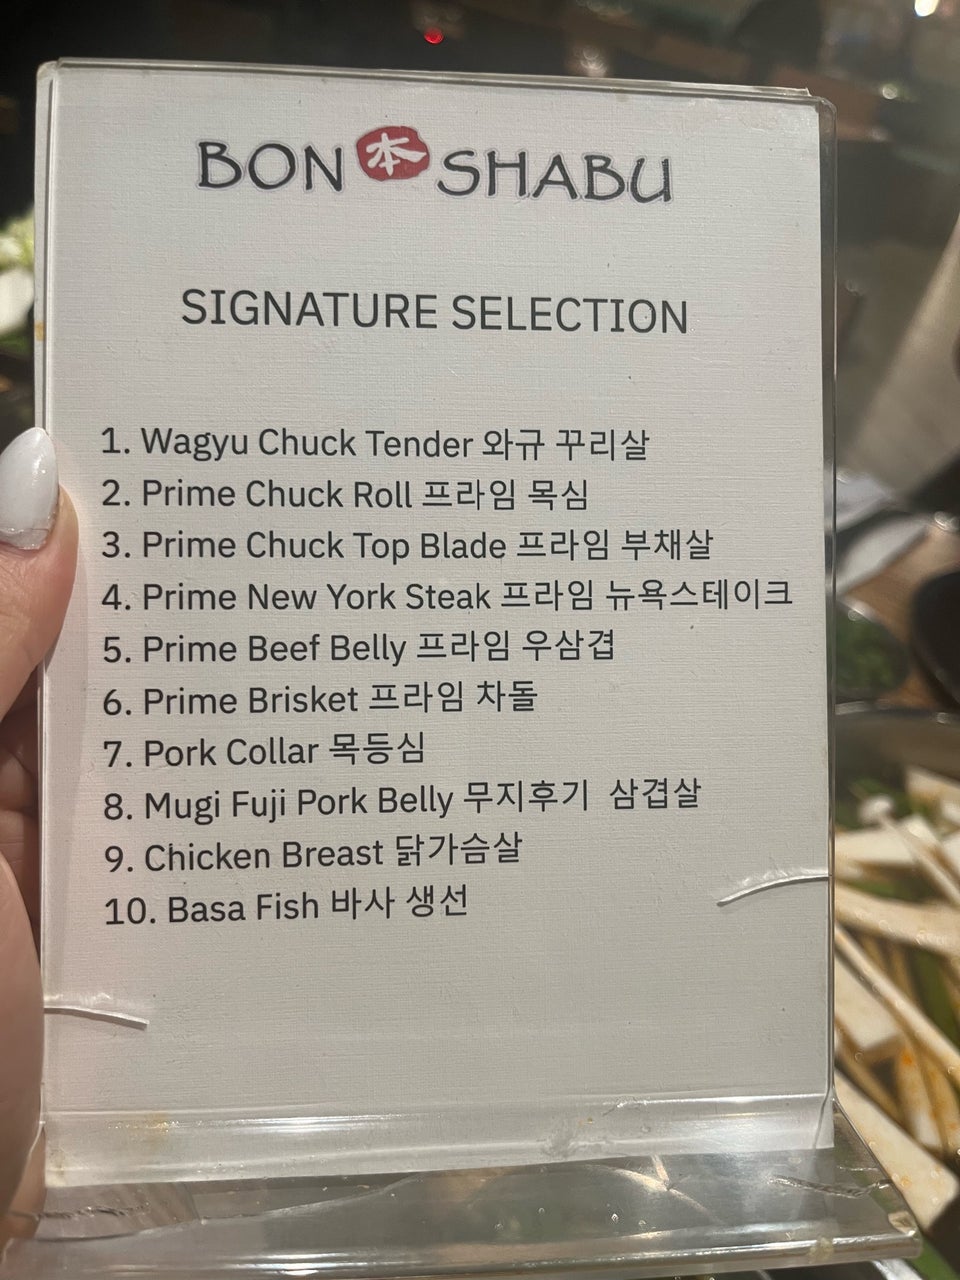 BON 本 SHABU
SIGNATURE SELECTION
1. Wagyu Chuck Tender 와규 꾸리살
2. Prime Chuck Roll 프라임 목심
3. Prime Chuck Top Blade 프라임 부채살
4. Prime New York Steak 프라임 뉴욕스테이크
5. Prime Beef Belly 프라임 우삼겹
6. Prime Brisket 프라임 차돌
7. Pork Collar 목등심
8. Mugi Fuji Pork Belly 무지후기 삼겹살
9. Chicken Breast 닭가슴살
10. Basa Fish 바사 생선